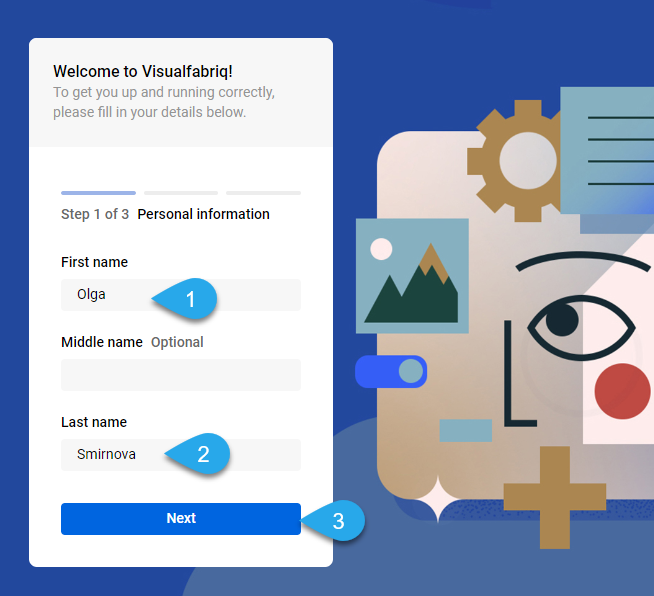 Welcome to Visualfabriq!
To get you up and running correctly,
please fill in your details below.
Step 1 of 3 Personal information
First name
Olga
1
Middle name Optional
Last name
Smirnova
2
Next
3